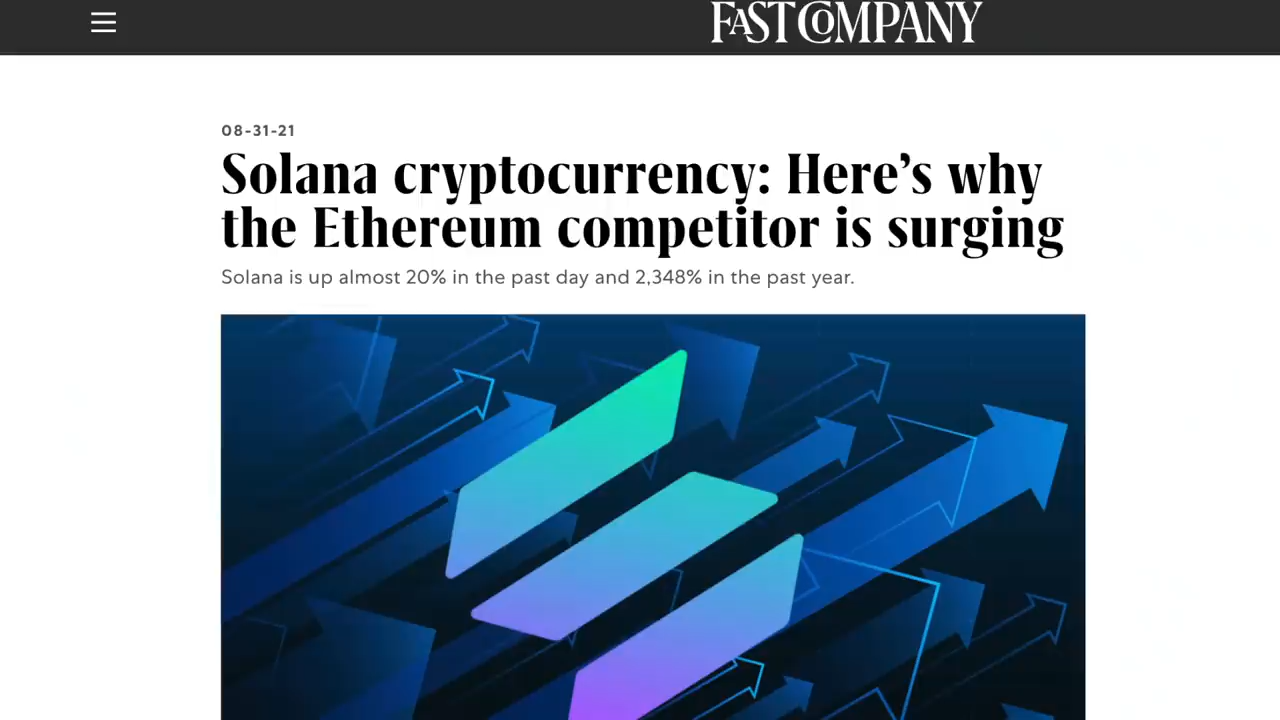 FAST COMPANY
08-31-21
Solana cryptocurrency: Here’s why
the Ethereum competitor is surging
Solana is up almost 20% in the past day and 2,348% in the past year.